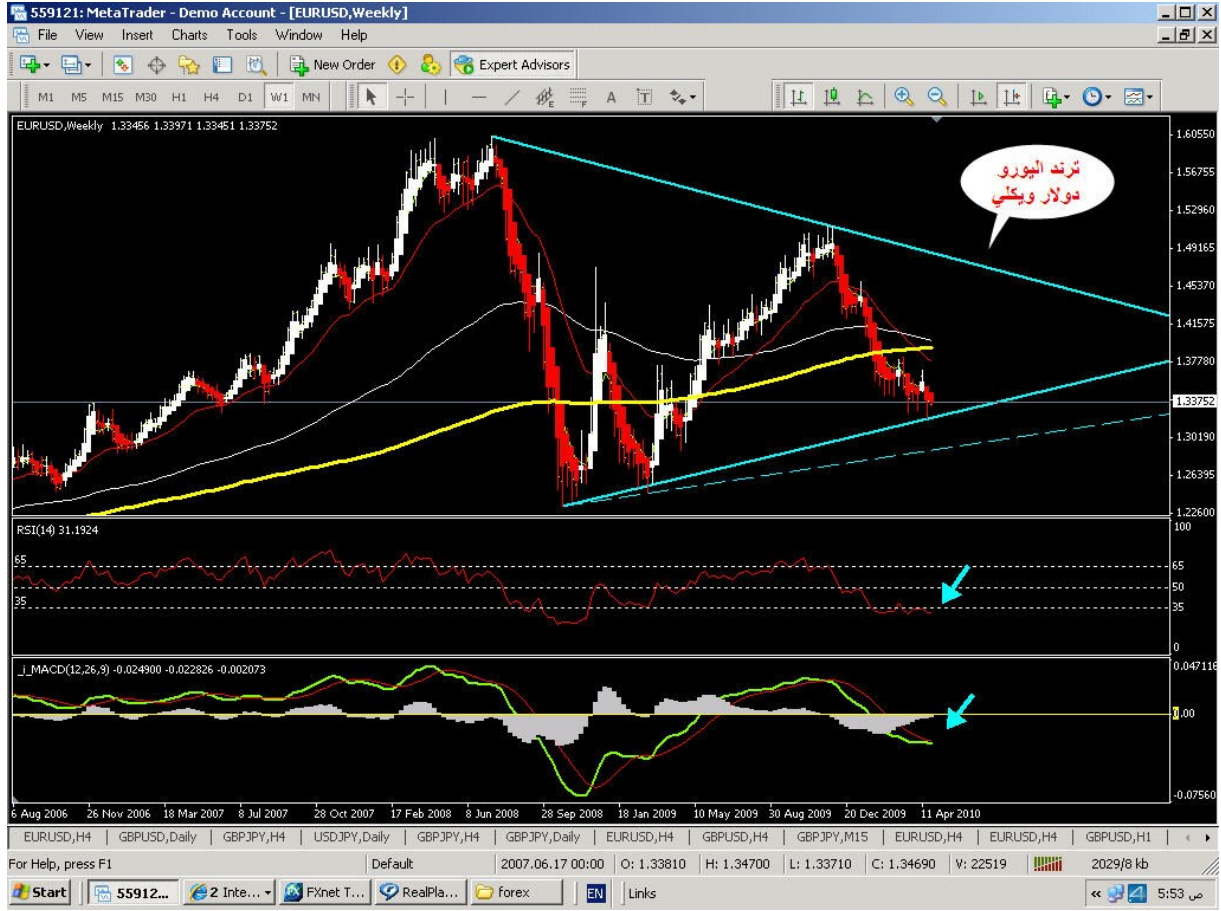 559121: MetaTrader - Demo Account - [EURUSD,Weekly]
File View Insert Charts Tools Window Help
New Order Expert Advisors
M1 M5 M15 M30 H1 H4 D1 W1 MN E F A T
EURUSD,Weekly 1.33456 1.33971 1.33451 1.33752
ترند اليورو
دولار ويكلي
1.60550
1.56755
1.52960
1.49165
1.45370
1.41575
1.37780
1.33752
1.30190
1.26395
1.22600
RSI(14) 31.1924
100
65 65
50
35 35
0
_i_MACD(12,26,9) -0.024900 -0.022826 -0.002073
0.047116
0.00
-0.07560
6 Aug 2006 26 Nov 2006 18 Mar 2007 8 Jul 2007 28 Oct 2007 17 Feb 2008 8 Jun 2008 28 Sep 2008 18 Jan 2009 10 May 2009 30 Aug 2009 20 Dec 2009 11 Apr 2010
EURUSD,H4 GBPUSD,Daily GBPJPY,H4 USDJPY,Daily GBPJPY,H4 GBPJPY,Daily EURUSD,H4 GBPUSD,H4 GBPJPY,M15 EURUSD,H4 EURUSD,H4 GBPUSD,H1
For Help, press F1 Default 2007.06.17 00:00 O: 1.33810 H: 1.34700 L: 1.33710 C: 1.34690 V: 22519 2029/8 kb
Start 55912... 2 Inte... FXnet T... RealPla... forex EN Links 5:53 ص